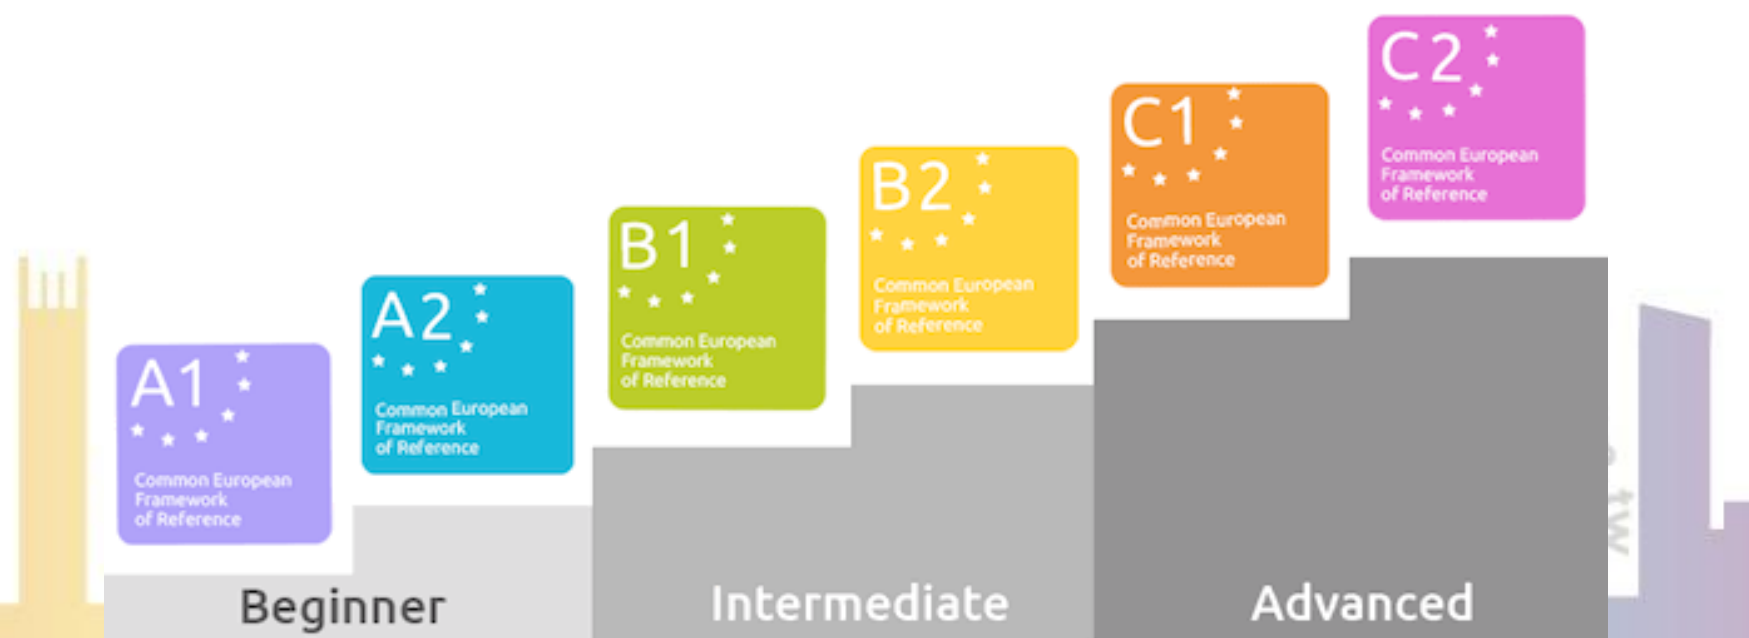 A1
Common European
Framework
of Reference
A2
Common European
Framework
of Reference
B1
Common European
Framework
of Reference
B2
Common European
Framework
of Reference
C1
Common European
Framework
of Reference
C2
Common European
Framework
of Reference
Beginner
Intermediate
Advanced